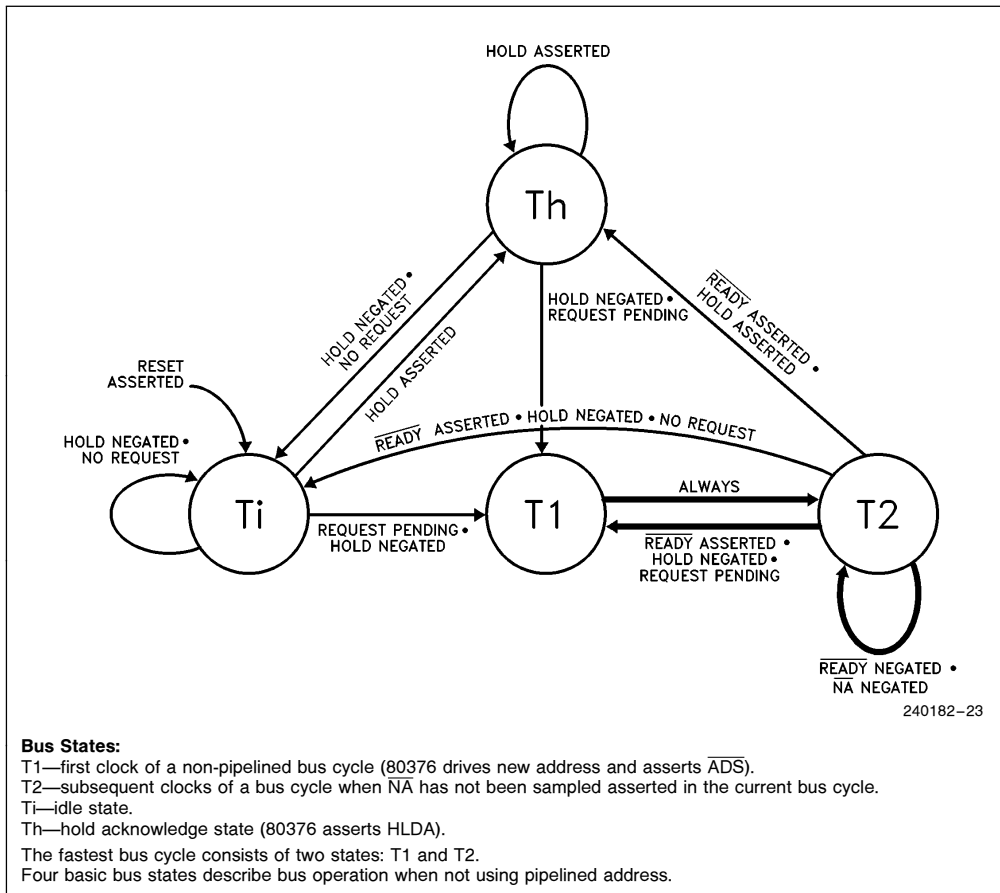 HOLD ASSERTED
Th
HOLD NEGATED •
NO REQUEST
HOLD ASSERTED
HOLD NEGATED •
REQUEST PENDING
READY ASSERTED •
HOLD ASSERTED
RESET
ASSERTED
READY ASSERTED • HOLD NEGATED • NO REQUEST
HOLD NEGATED •
NO REQUEST
Ti
REQUEST PENDING •
HOLD NEGATED
T1
ALWAYS
READY ASSERTED •
HOLD NEGATED •
REQUEST PENDING
T2
READY NEGATED •
NA NEGATED
240182–23
Bus States:
T1—first clock of a non-pipelined bus cycle (80376 drives new address and asserts ADS).
T2—subsequent clocks of a bus cycle when NA has not been sampled asserted in the current bus cycle.
Ti—idle state.
Th—hold acknowledge state (80376 asserts HLDA).
The fastest bus cycle consists of two states: T1 and T2.
Four basic bus states describe bus operation when not using pipelined address.